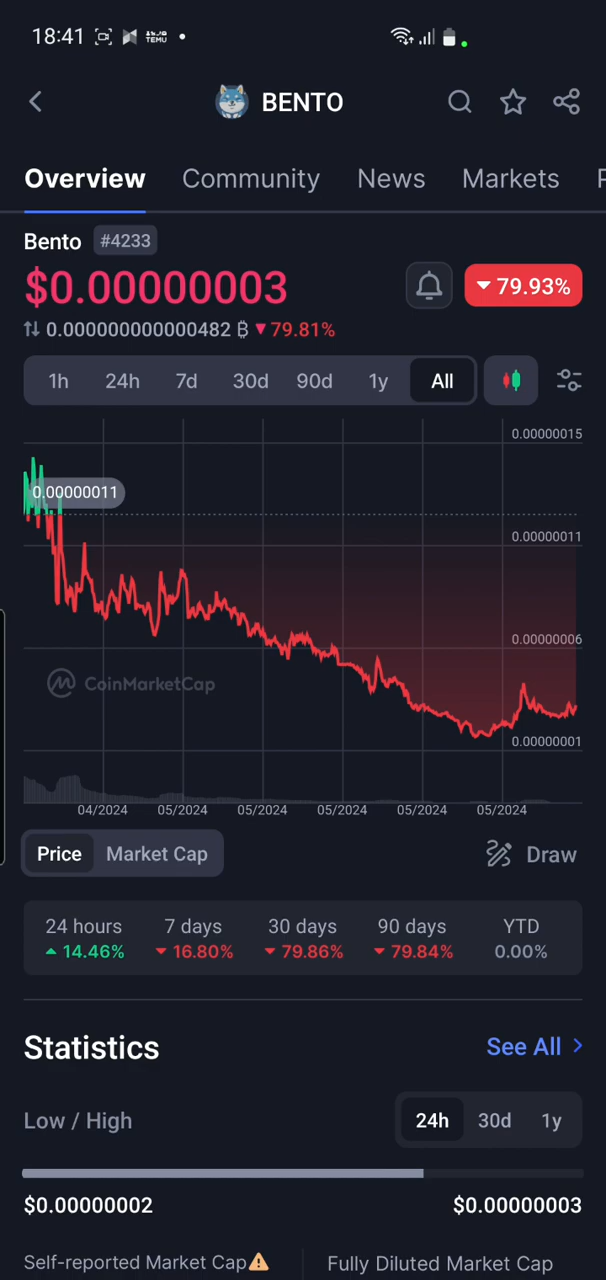 18:41 TEMU
BENTO
Overview Community News Markets
Bento #4233
$0.00000003 79.93%
0.000000000000482 ₿ 79.81%
1h 24h 7d 30d 90d 1y All
0.00000015
0.00000011
0.00000011
0.00000006
CoinMarketCap
0.00000001
04/2024 05/2024 05/2024 05/2024 05/2024 05/2024
Price Market Cap Draw
24 hours 7 days 30 days 90 days YTD
14.46% 16.80% 79.86% 79.84% 0.00%
Statistics See All
Low / High 24h 30d 1y
$0.00000002 $0.00000003
Self-reported Market Cap Fully Diluted Market Cap